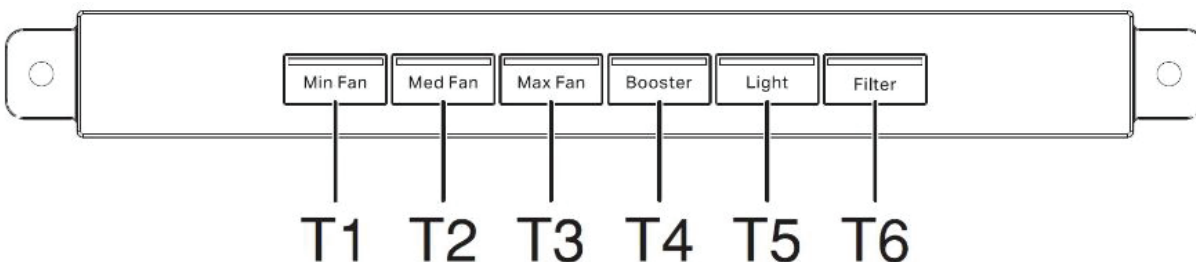 Min Fan Med Fan Max Fan Booster Light Filter
T1 T2 T3 T4 T5 T6